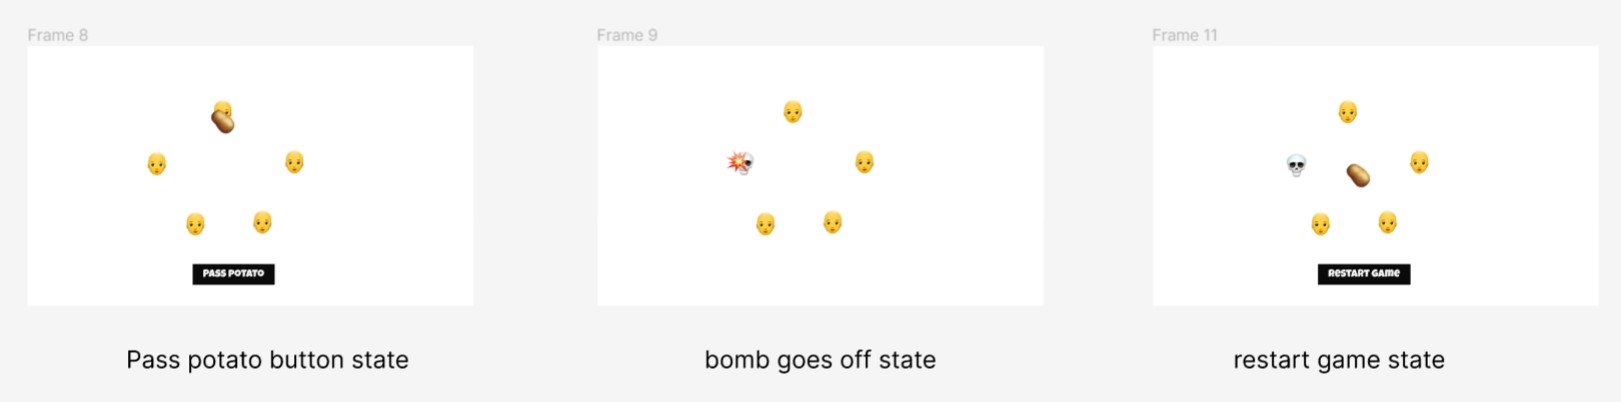 Frame 8
Frame 9
Frame 11
PASS POTATO
RESTART GAME
Pass potato button state
bomb goes off state
restart game state